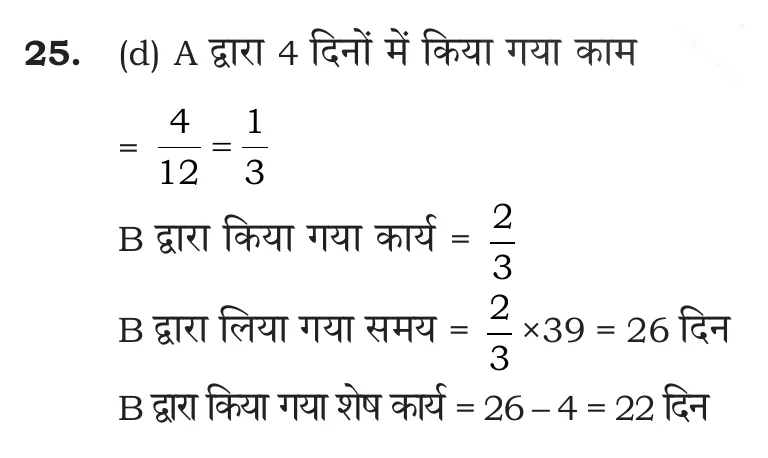 25. (d) A द्वारा 4 दिनों में किया गया काम
= 4/12 = 1/3
B द्वारा किया गया कार्य = 2/3
B द्वारा लिया गया समय = 2/3 ×39 = 26 दिन
B द्वारा किया गया शेष कार्य = 26 – 4 = 22 दिन